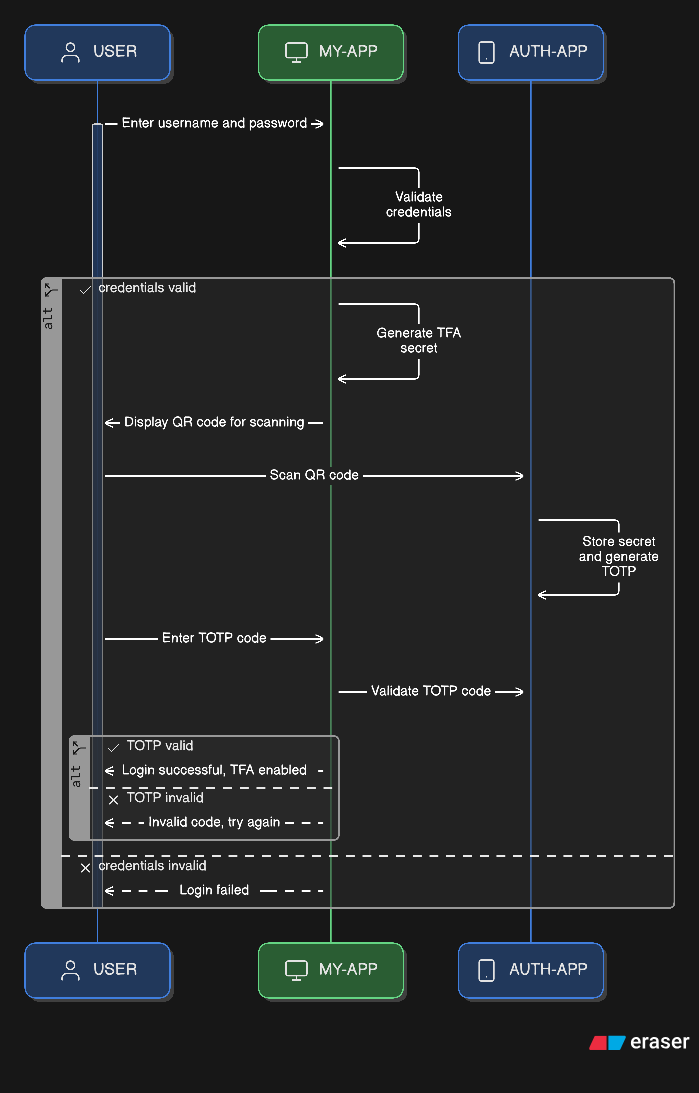 USER
MY-APP
AUTH-APP
Enter username and password
Validate
credentials
alt
credentials valid
Generate TFA
secret
Display QR code for scanning
Scan QR code
Store secret
and generate
TOTP
Enter TOTP code
Validate TOTP code
alt
TOTP valid
Login successful, TFA enabled
TOTP invalid
Invalid code, try again
credentials invalid
Login failed
USER
MY-APP
AUTH-APP
eraser